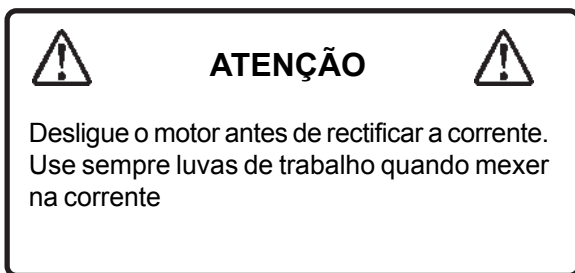 ATENÇÃO
Desligue o motor antes de rectificar a corrente.
Use sempre luvas de trabalho quando mexer
na corrente